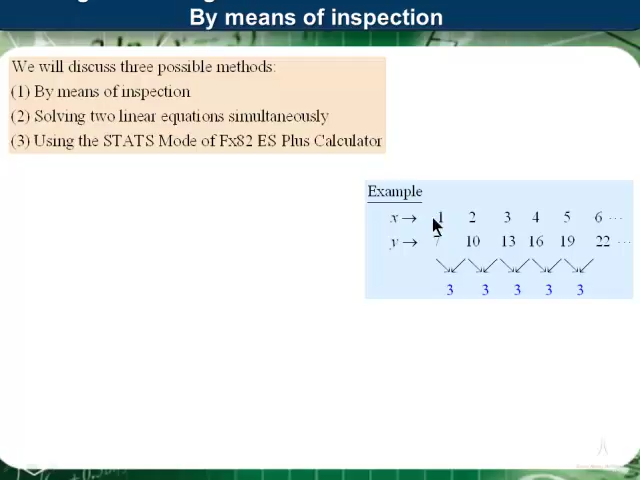 By means of inspection
We will discuss three possible methods:
(1) By means of inspection
(2) Solving two linear equations simultaneously
(3) Using the STATS Mode of Fx82 ES Plus Calculator
Example
x → 1 2 3 4 5 6 ···
y → 7 10 13 16 19 22 ···
3 3 3 3 3